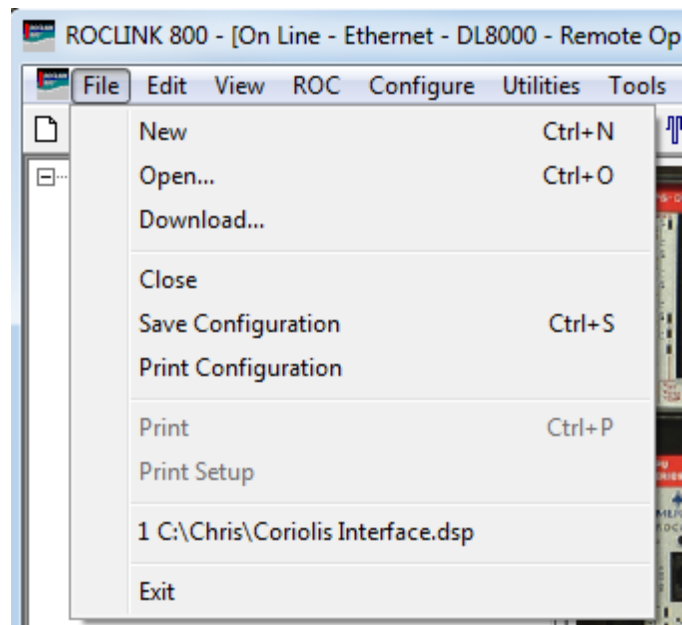 ROCLINK 800 - [On Line - Ethernet - DL8000 - Remote Op
File Edit View ROC Configure Utilities Tools
New Ctrl+N
Open... Ctrl+O
Download...
Close
Save Configuration Ctrl+S
Print Configuration
Print Ctrl+P
Print Setup
1 C:\Chris\Coriolis Interface.dsp
Exit